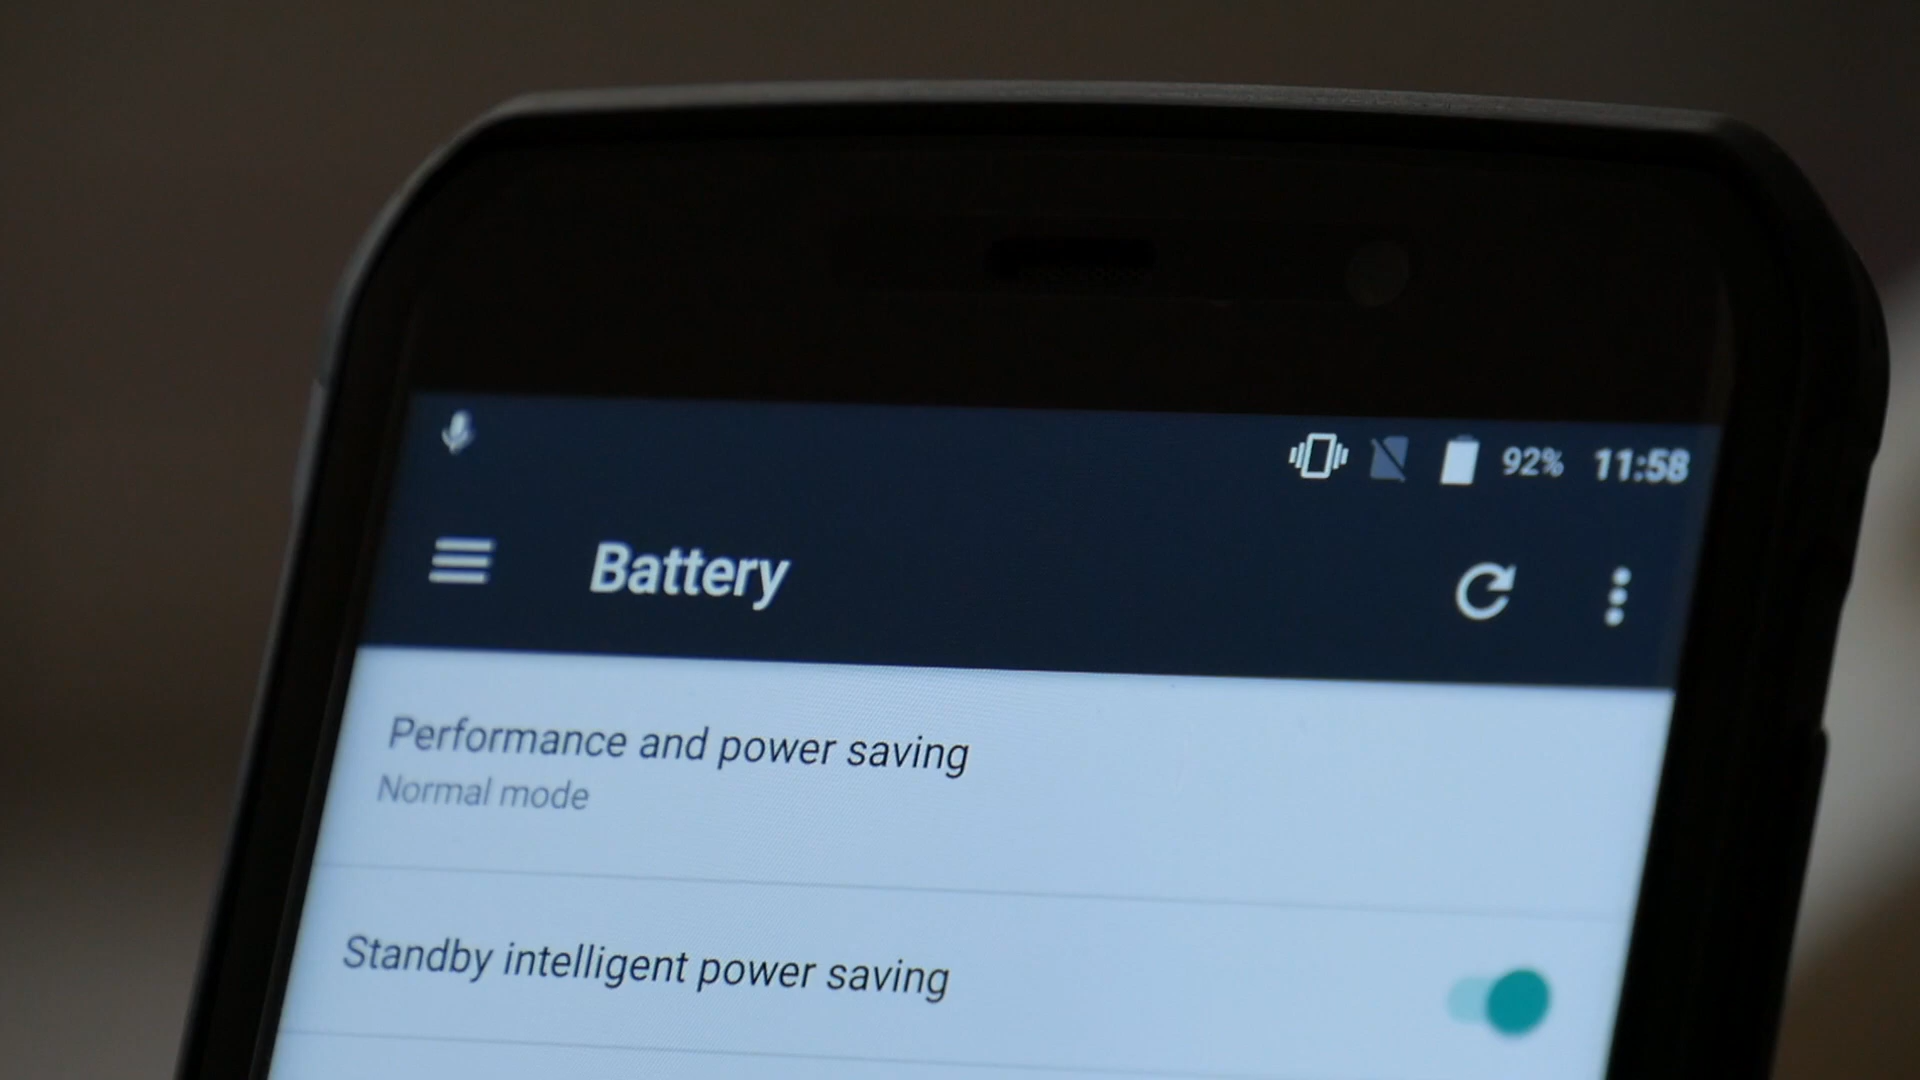 92% 11:58
Battery
Performance and power saving
Normal mode
Standby intelligent power saving